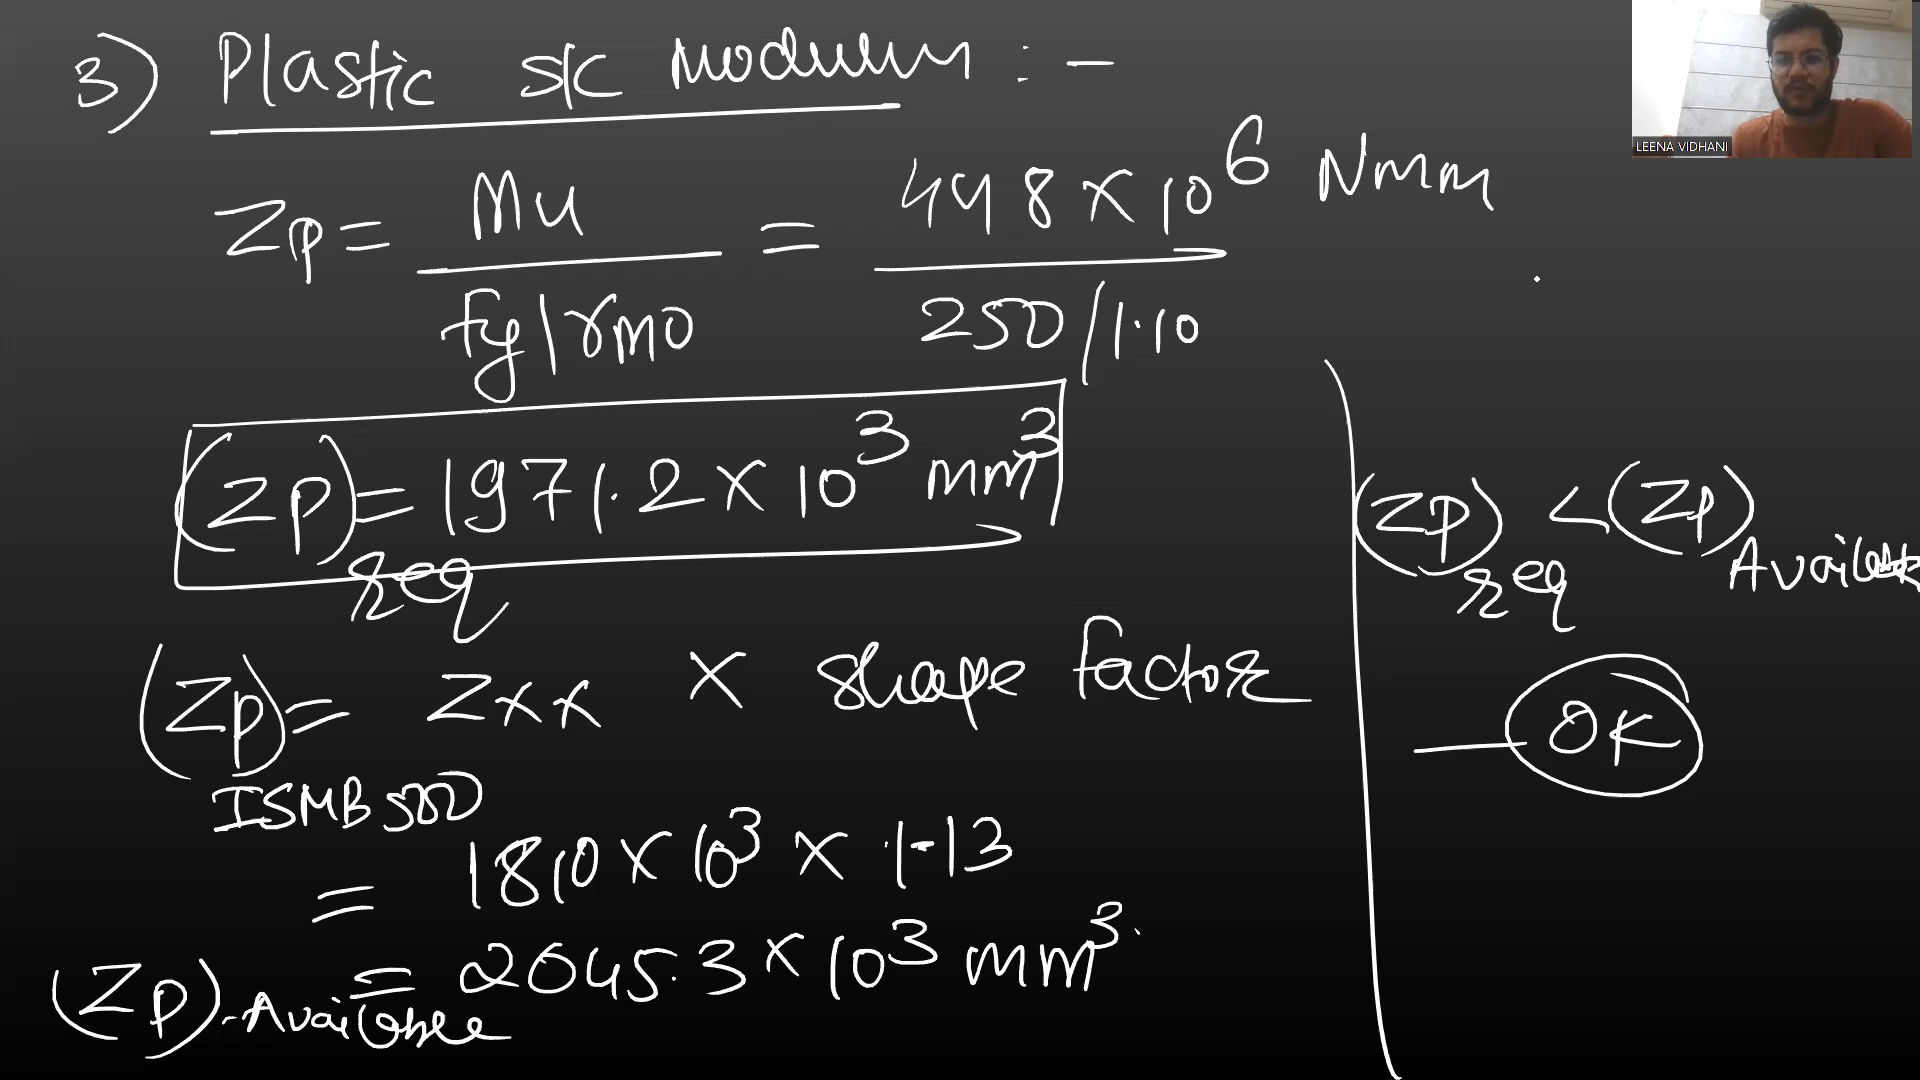 3) Plastic s/c modulus : -
LEENA VIDHANI
Zp = Mu / fy/γm0 = 448 × 10^6 Nmm / 250/1.10
(Zp)req = 1971.2 × 10^3 mm^3
(Zp)ISMB 500 = Zxx × shape factor
= 1810 × 10^3 × 1.13
(Zp)Available = 2045.3 × 10^3 mm^3
(Zp)req < (Zp)Available
OK